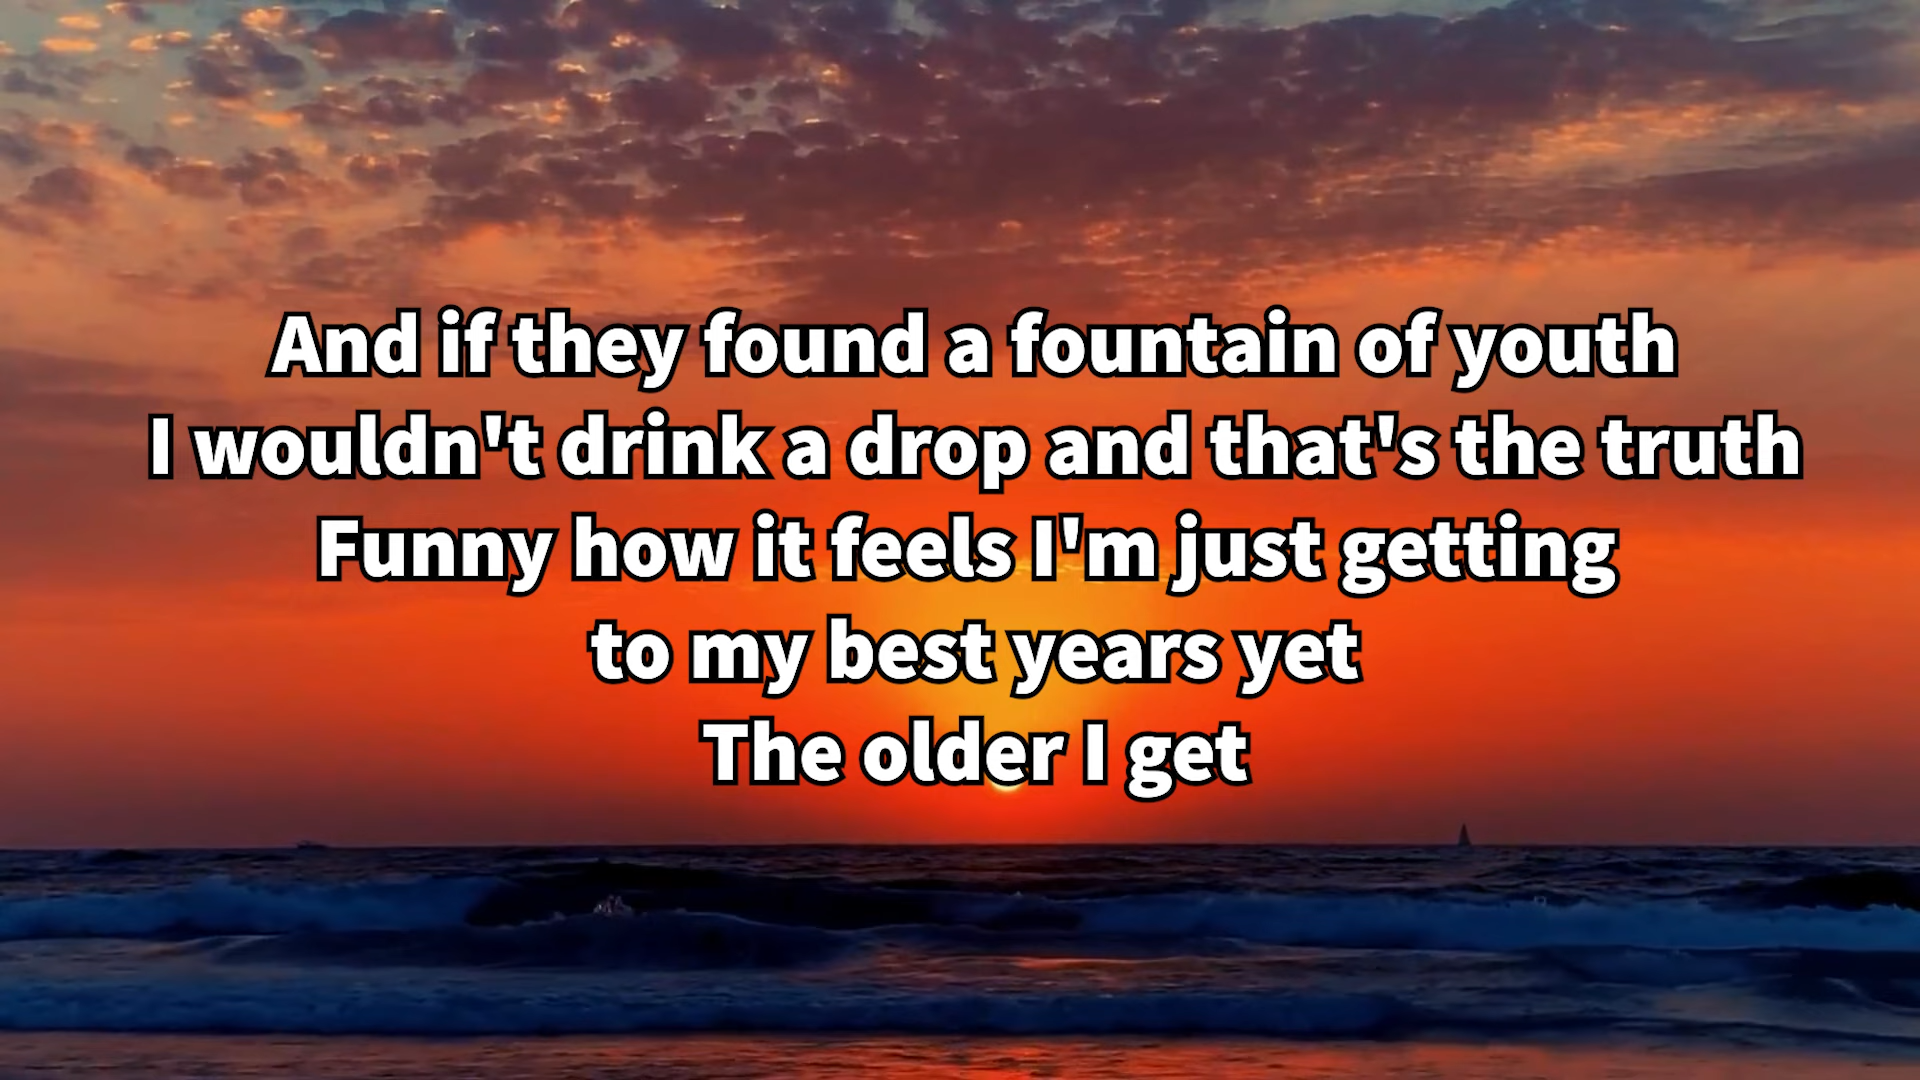 And if they found a fountain of youth
I wouldn't drink a drop and that's the truth
Funny how it feels I'm just getting
to my best years yet
The older I get